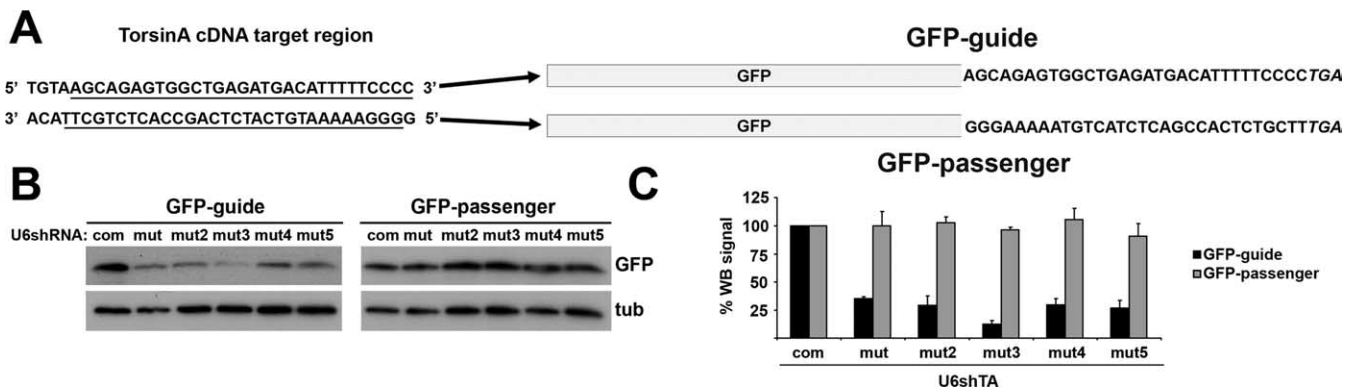 A
TorsinA cDNA target region
GFP-guide
5' TGTAAGCAGAGTGGCTGAGATGACATTTTTCCCC 3'
GFP AGCAGAGTGGCTGAGATGACATTTTTCCCCTGA
3' ACATTCGTCTCACCGACTCTACTGTAAAAAGGGG 5'
GFP GGGAAAAATGTCATCTCAGCCACTCTGCTTTGA
GFP-passenger
B
GFP-guide GFP-passenger
U6shRNA: com mut mut2 mut3 mut4 mut5 com mut mut2 mut3 mut4 mut5
GFP
tub
C
% WB signal
125
100
75
50
25
com mut mut2 mut3 mut4 mut5
U6shTA
GFP-guide
GFP-passenger